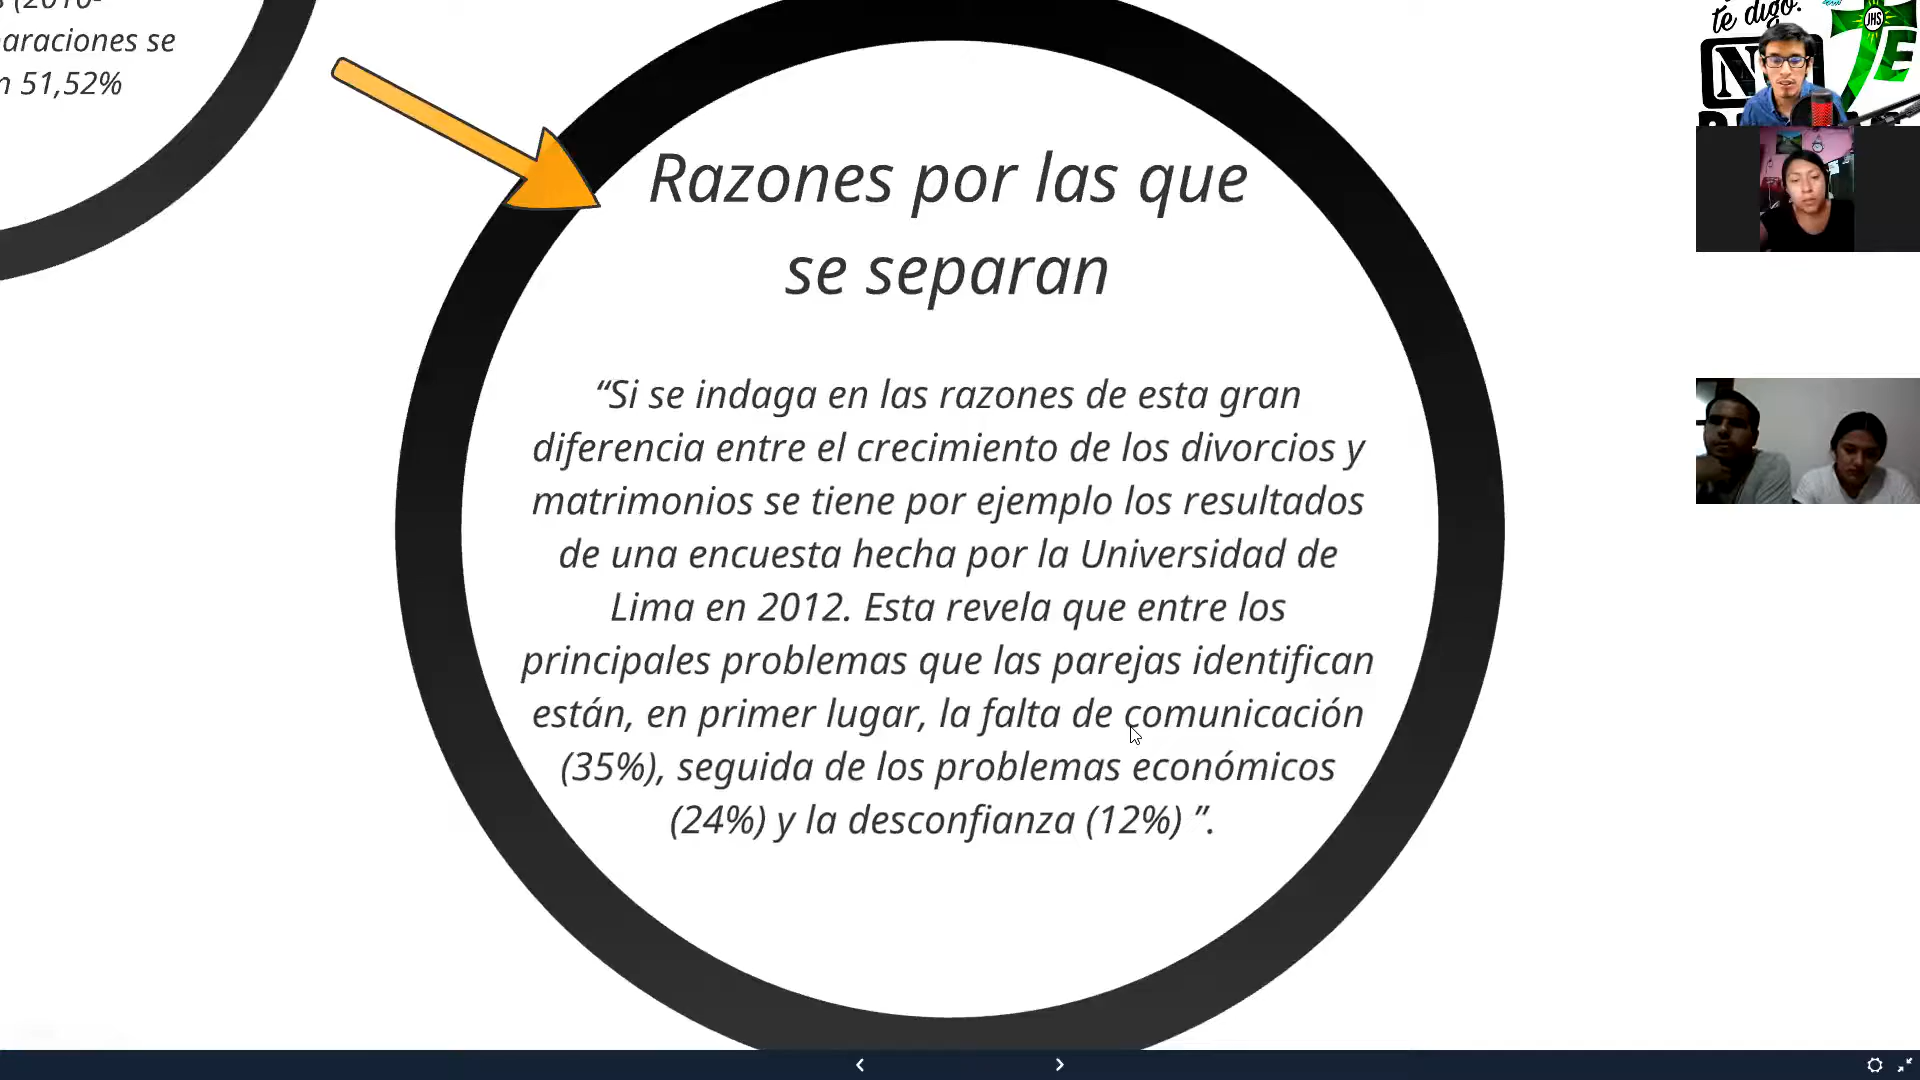 araciones se
51,52%
Razones por las que
se separan
“Si se indaga en las razones de esta gran
diferencia entre el crecimiento de los divorcios y
matrimonios se tiene por ejemplo los resultados
de una encuesta hecha por la Universidad de
Lima en 2012. Esta revela que entre los
principales problemas que las parejas identifican
están, en primer lugar, la falta de comunicación
(35%), seguida de los problemas económicos
(24%) y la desconfianza (12%) ”.
te digo:
JHS